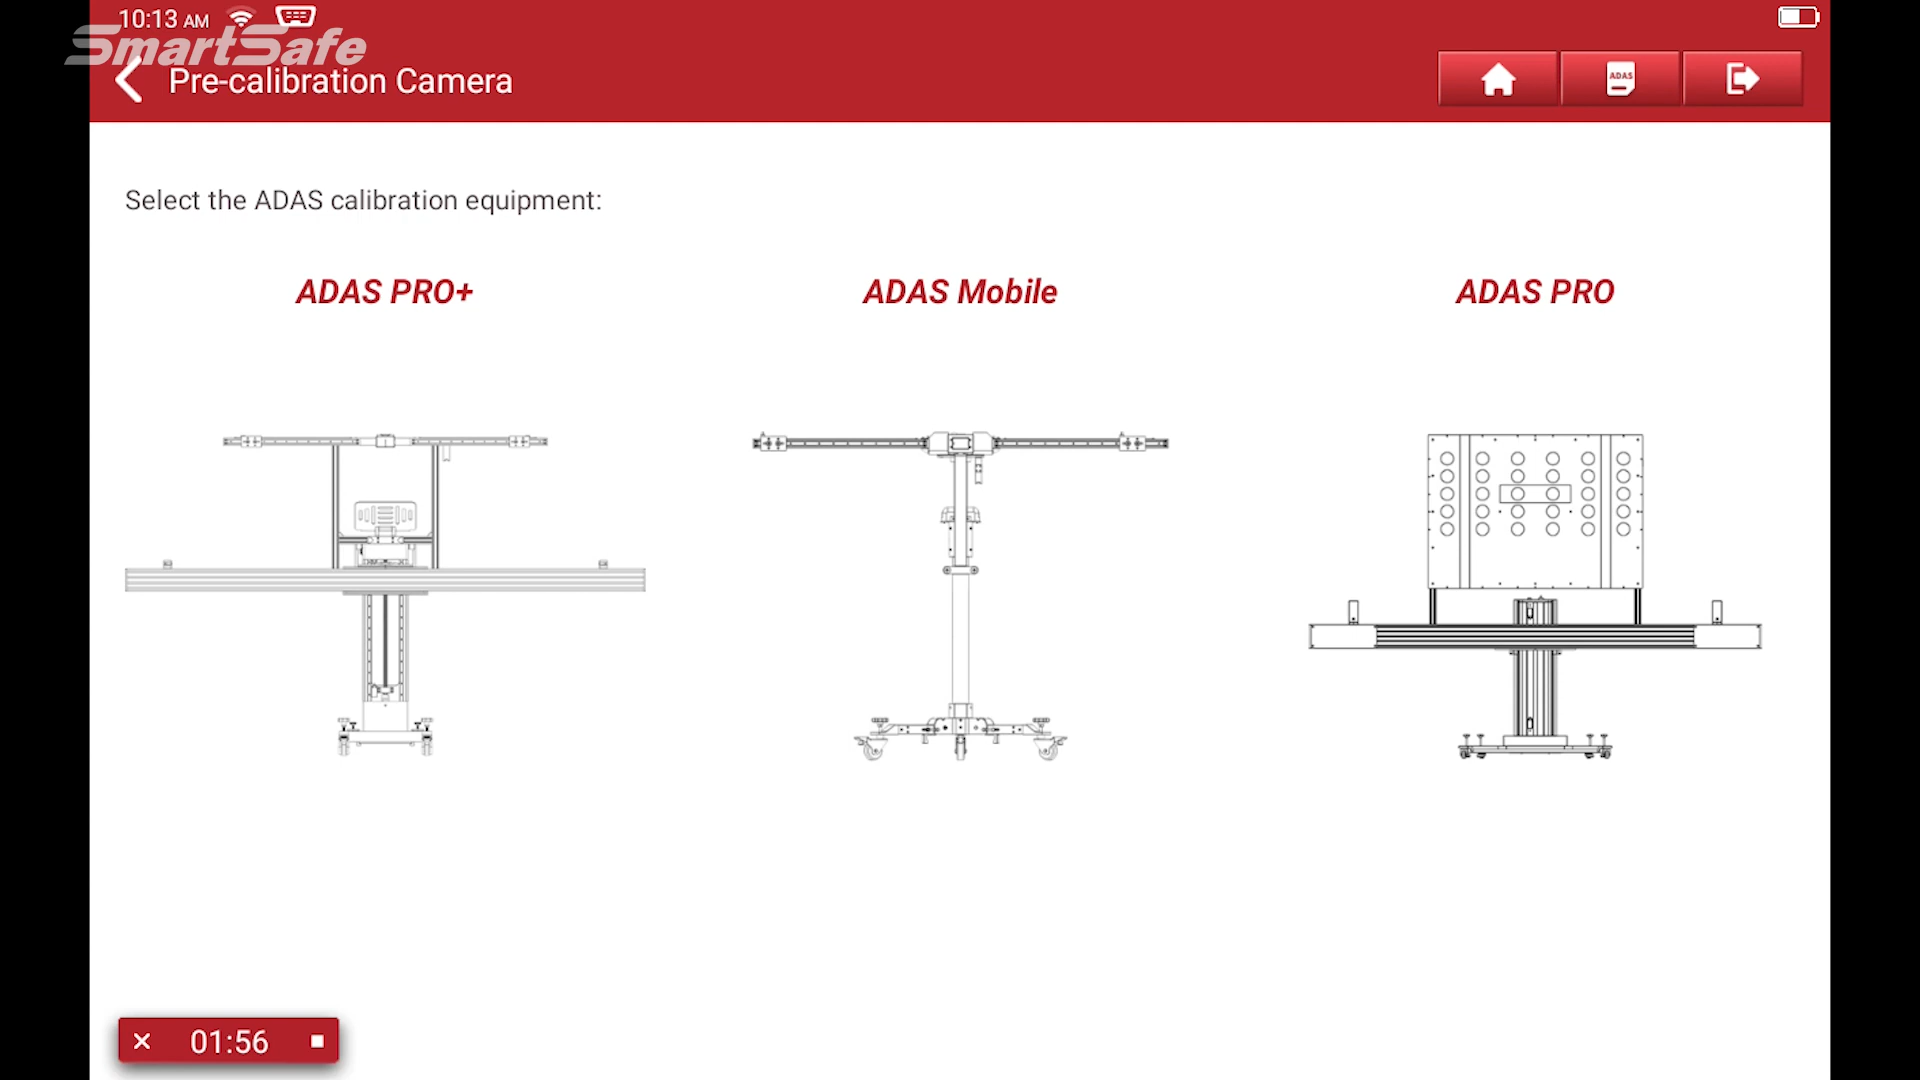 10:13 AM
SmartSafe
Pre-calibration Camera
ADAS
Select the ADAS calibration equipment:
ADAS PRO+
ADAS Mobile
ADAS PRO
01:56